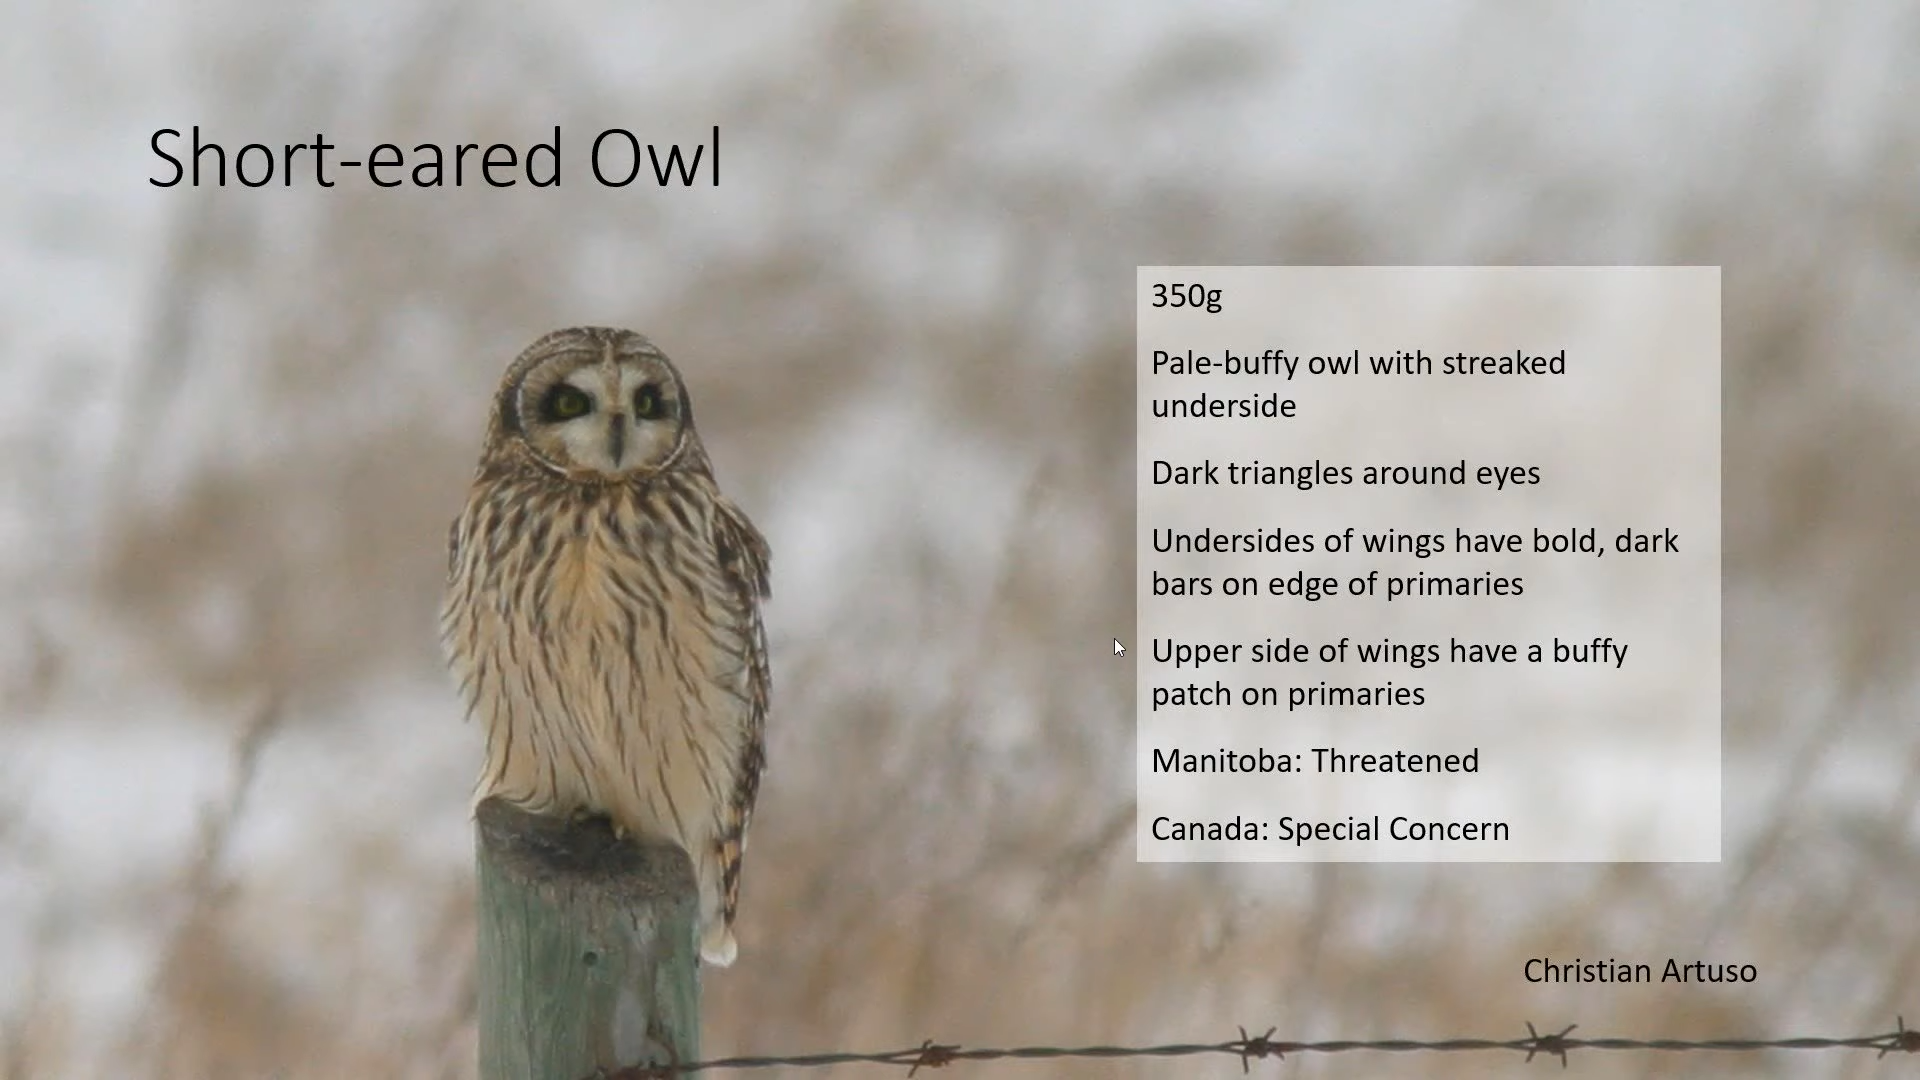 Short-eared Owl
350g
Pale-buffy owl with streaked
underside
Dark triangles around eyes
Undersides of wings have bold, dark
bars on edge of primaries
Upper side of wings have a buffy
patch on primaries
Manitoba: Threatened
Canada: Special Concern
Christian Artuso